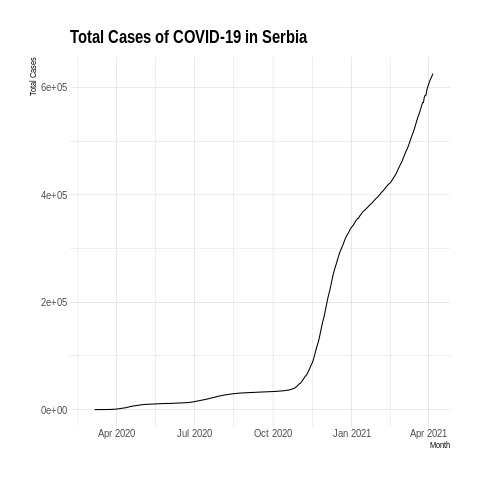 Total Cases of COVID-19 in Serbia
Total Cases
6e+05
4e+05
2e+05
0e+00
Apr 2020 Jul 2020 Oct 2020 Jan 2021 Apr 2021
Month